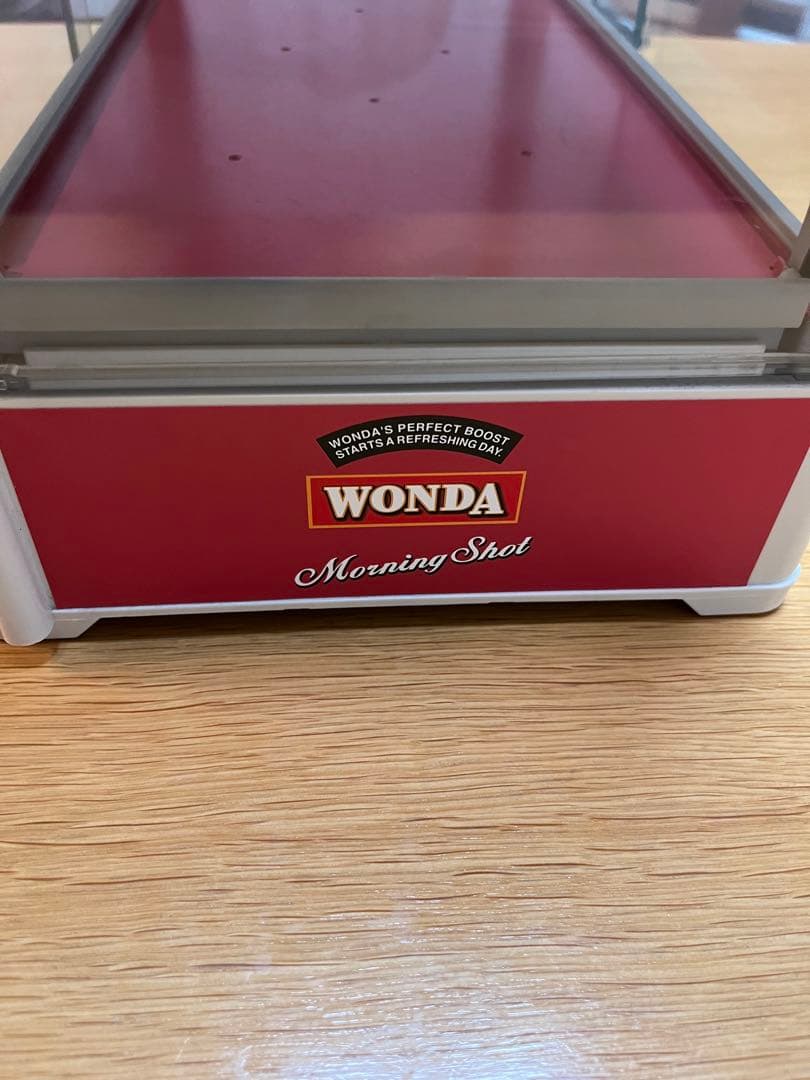 WONDA'S PERFECT BOOST
STARTS A REFRESHING DAY.
WONDA
Morning Shot